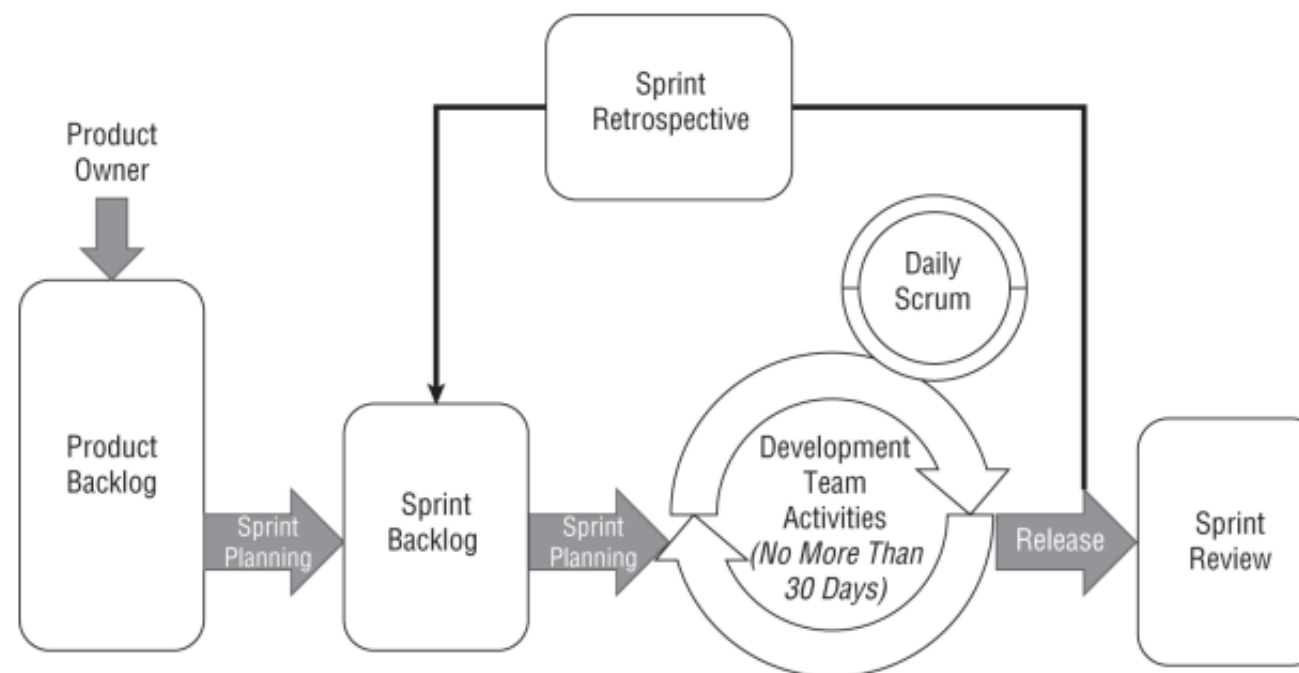 Sprint
Retrospective
Product
Owner
Daily
Scrum
Product
Backlog
Sprint
Planning
Sprint
Backlog
Sprint
Planning
Development
Team
Activities
(No More Than
30 Days)
Release
Sprint
Review